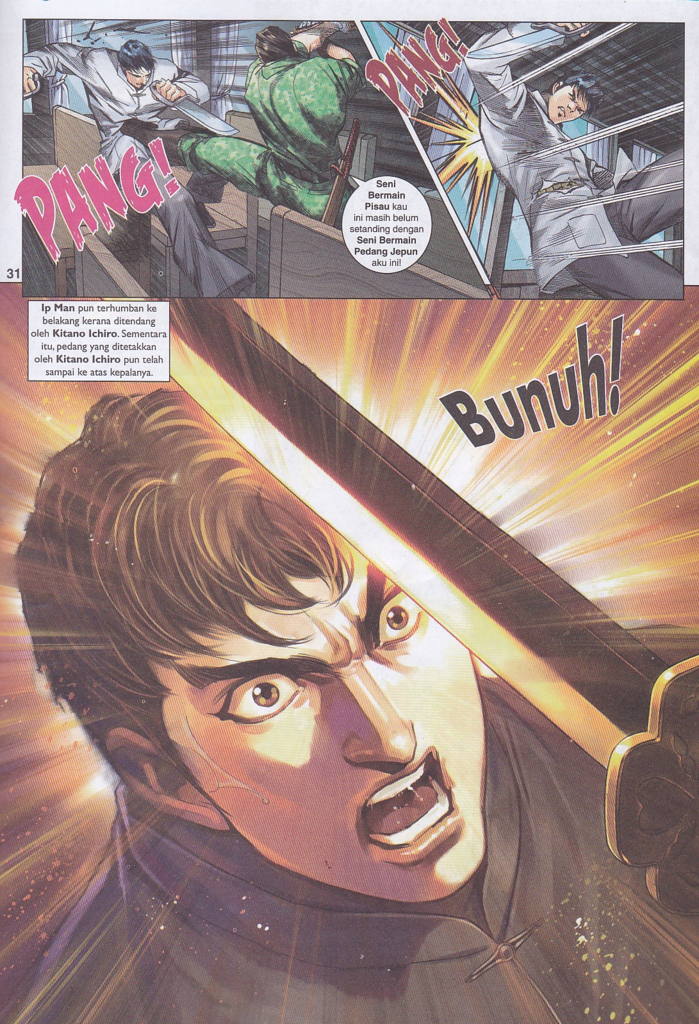 PANG!
PANG!
Seni
Bermain
Pisau kau
ini masih belum
setanding dengan
Seni Bermain
Pedang Jepun
aku ini!
31
Ip Man pun terhumban ke
belakang kerana ditendang
oleh Kitano Ichiro. Sementara
itu, pedang yang ditetakkan
oleh Kitano Ichiro pun telah
sampai ke atas kepalanya.
Bunuh!